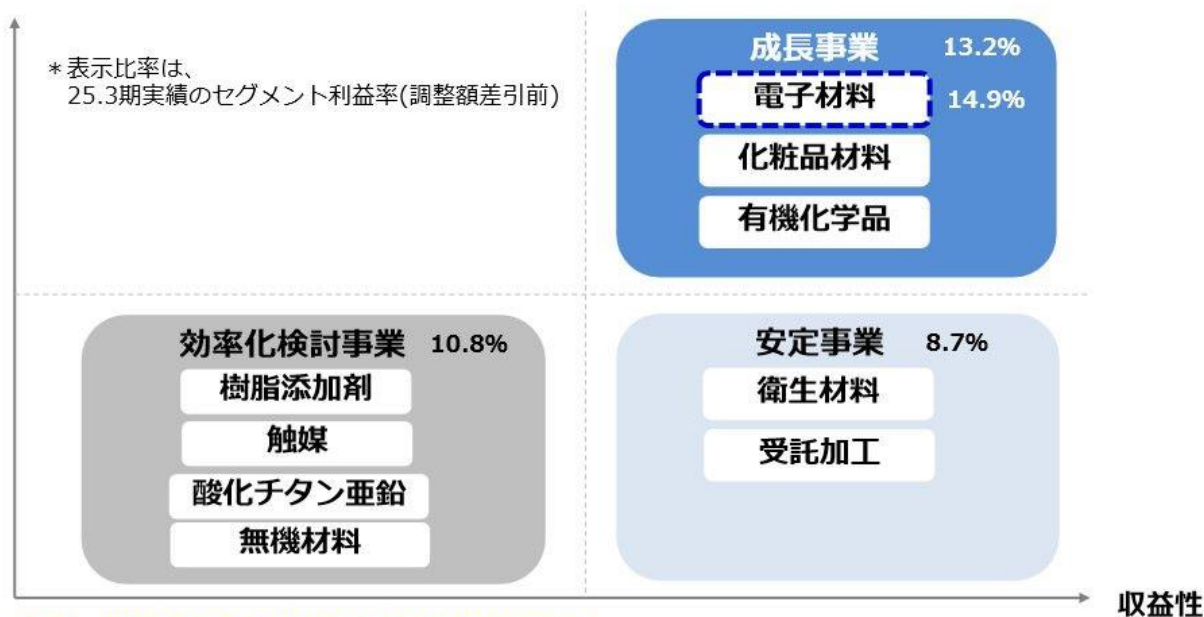 ＊表示比率は、
25.3期実績のセグメント利益率(調整額差引前)
成長事業 13.2%
電子材料 14.9%
化粧品材料
有機化学品
効率化検討事業 10.8%
樹脂添加剤
触媒
酸化チタン亜鉛
無機材料
安定事業 8.7%
衛生材料
受託加工
収益性